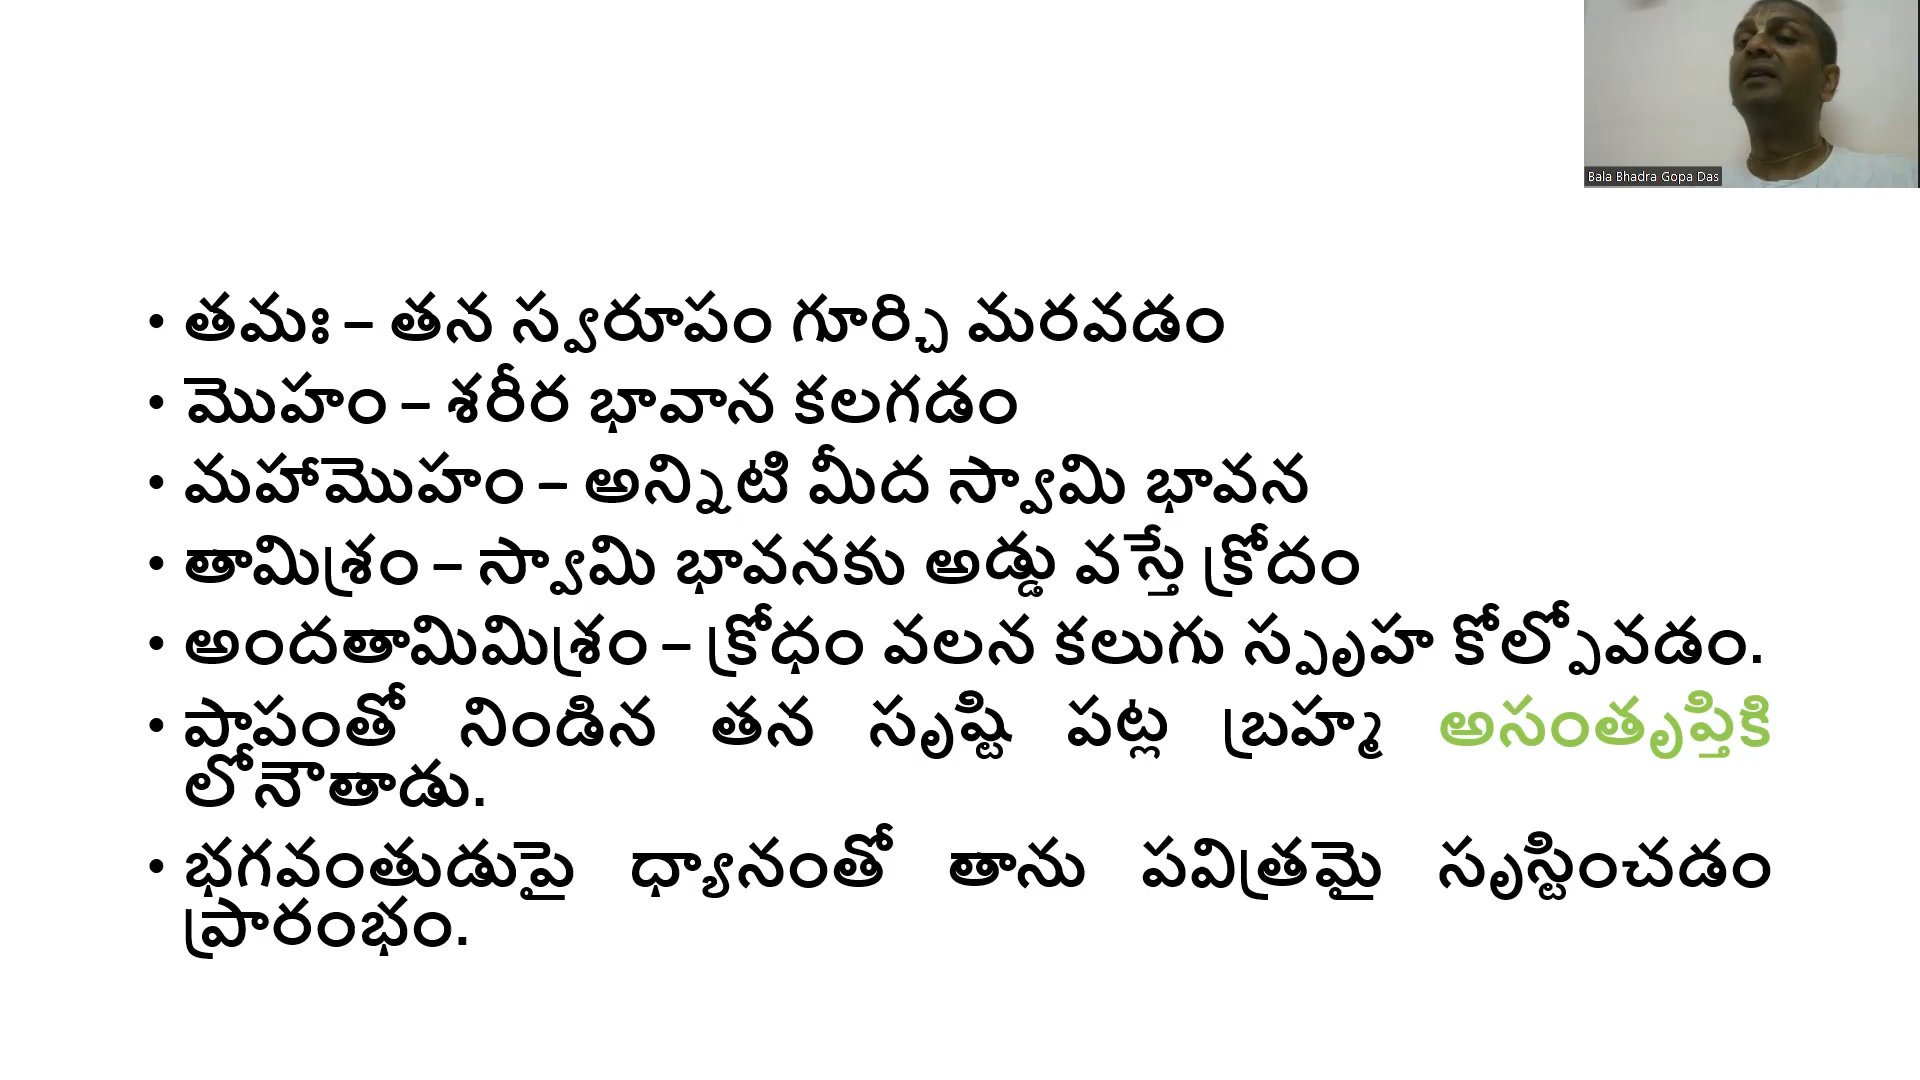 Bala Bhadra Gopa Das
• తమః – తన స్వరూపం గూర్చి మరవడం
• మొహం – శరీర భావాన కలగడం
• మహామొహం – అన్నిటి మీద స్వామి భావన
• తామిశ్రం – స్వామి భావనకు అడ్డు వస్తే క్రోదం
• అందతామిమిశ్రం – క్రోధం వలన కలుగు స్పృహ కోల్పోవడం.
• పాపంతో నిండిన తన సృష్టి పట్ల బ్రహ్మ అసంతృప్తికి
లోనౌతాడు.
• భగవంతుడుపై ధ్యానంతో తాను పవిత్రమై సృస్టించడం
ప్రారంభం.